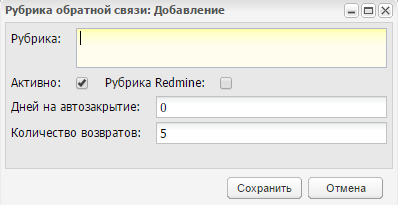 Рубрика обратной связи: Добавление
Рубрика:
Активно: Рубрика Redmine:
Дней на автозакрытие: 0
Количество возвратов: 5
Сохранить Отмена